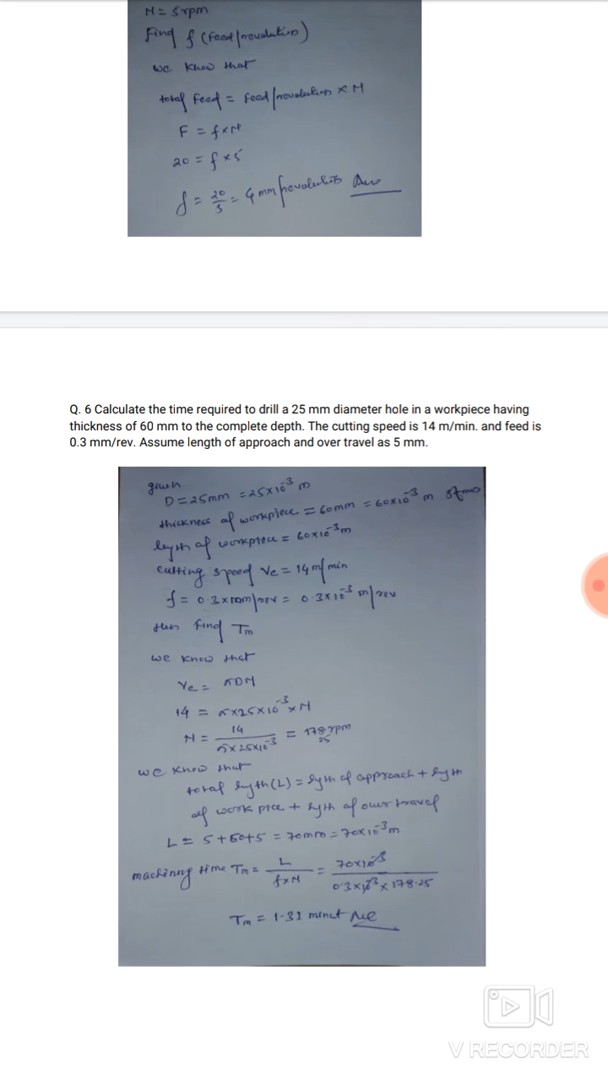 N = 5 rpm
Find f (Feed/revolution)
we know that
total Feed = Feed/revolution × N
F = f×N
20 = f × 5
f = 20/5 = 4 mm/revolution Ans
Q. 6 Calculate the time required to drill a 25 mm diameter hole in a workpiece having
thickness of 60 mm to the complete depth. The cutting speed is 14 m/min. and feed is
0.3 mm/rev. Assume length of approach and over travel as 5 mm.
given
D = 25mm = 25×10⁻³ m
thickness of workpiece = 60mm = 60×10⁻³ m
length of workpiece = 60×10⁻³ m
cutting speed Vc = 14 m/min
f = 0.3 mm/rev = 0.3×10⁻³ m/rev
then find Tm
we know that
Vc = πDN
14 = π×25×10⁻³×N
N = 14/π×25×10⁻³ = 178.25 rpm
we know that
total lgth (L) = lgth of approach + lgth
of work piece + lgth of over travel
L = 5+60+5 = 70mm = 70×10⁻³ m
machining time Tm = L/f×N = 70×10⁻³/0.3×10⁻³×178.25
Tm = 1.31 minut Ans
V RECORDER